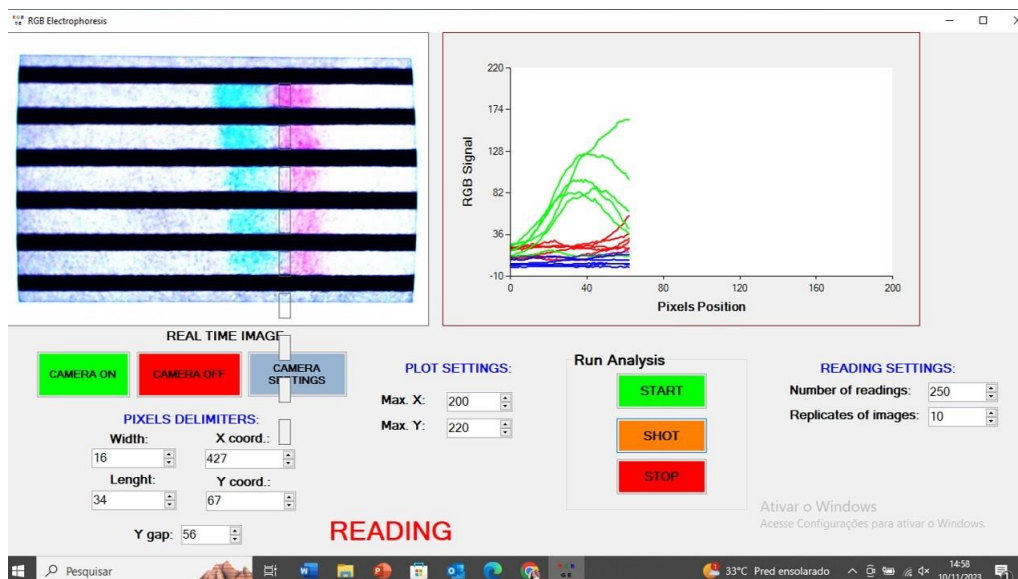 RGB Electrophoresis
220
174
128
82
36
-10
RGB Signal
0 40 80 120 160 200
Pixels Position
REAL TIME IMAGE
CAMERA ON
CAMERA OFF
CAMERA
SETTINGS
PIXELS DELIMITERS:
Width: X coord.:
16 427
Lenght: Y coord.:
34 67
Y gap: 56
PLOT SETTINGS:
Max. X: 200
Max. Y: 220
Run Analysis
START
SHOT
STOP
READING SETTINGS:
Number of readings: 250
Replicates of images: 10
READING
Ativar o Windows
Acesse Configurações para ativar o Windows.
Pesquisar
33°C Pred ensolarado
14:58
10/11/2023